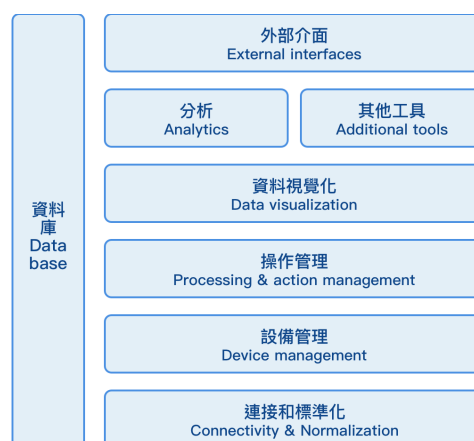 外部介面
External interfaces
分析
Analytics
其他工具
Additional tools
資料視覺化
Data visualization
資料
庫
Data
base
操作管理
Processing & action management
設備管理
Device management
連接和標準化
Connectivity & Normalization